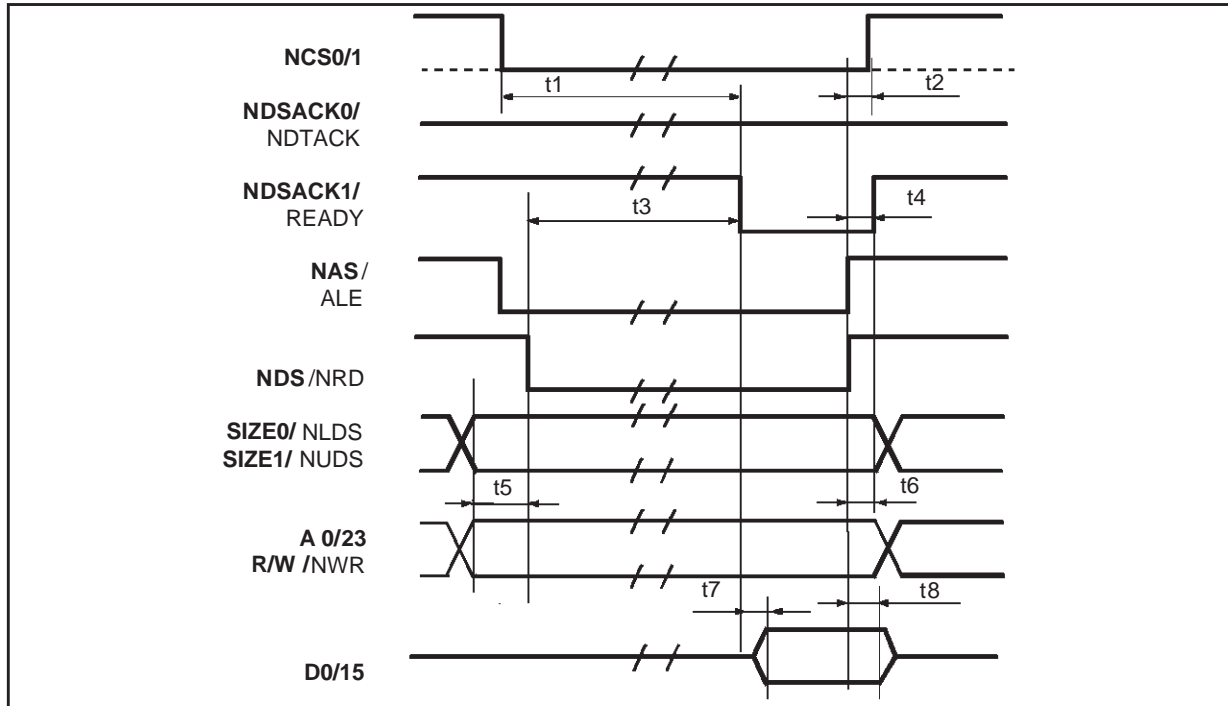 NCS0/1
t1
t2
NDSACK0/
NDTACK
NDSACK1/
READY
t3
t4
NAS/
ALE
NDS/NRD
SIZE0/ NLDS
SIZE1/ NUDS
t5
t6
A 0/23
R/W /NWR
t7
t8
D0/15